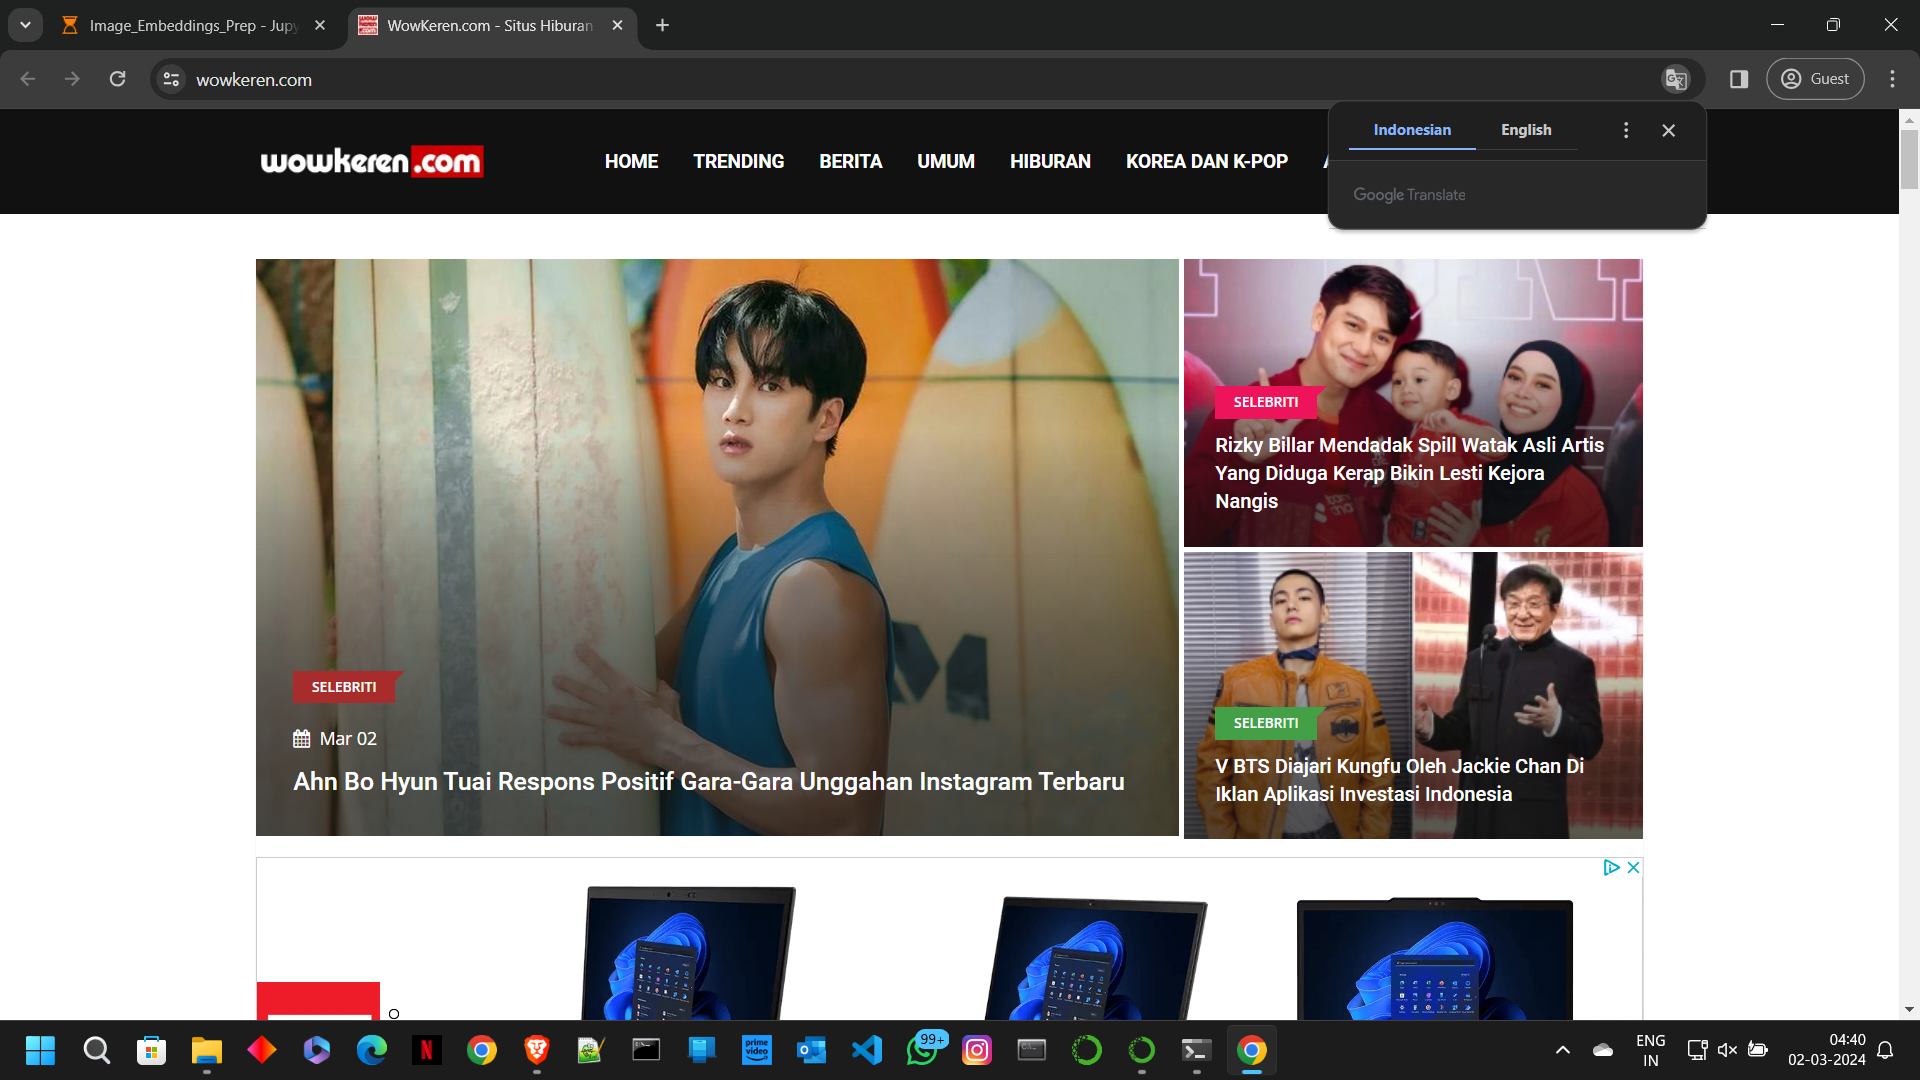 Image_Embeddings_Prep - Jupy
WowKeren.com - Situs Hiburan
wowkeren.com
Guest
Indonesian
English
Google Translate
wowkeren.com
HOME
TRENDING
BERITA
UMUM
HIBURAN
KOREA DAN K-POP
SELEBRITI
Mar 02
Ahn Bo Hyun Tuai Respons Positif Gara-Gara Unggahan Instagram Terbaru
SELEBRITI
Rizky Billar Mendadak Spill Watak Asli Artis
Yang Diduga Kerap Bikin Lesti Kejora
Nangis
SELEBRITI
V BTS Diajari Kungfu Oleh Jackie Chan Di
Iklan Aplikasi Investasi Indonesia
prime
video
99+
ENG
IN
04:40
02-03-2024